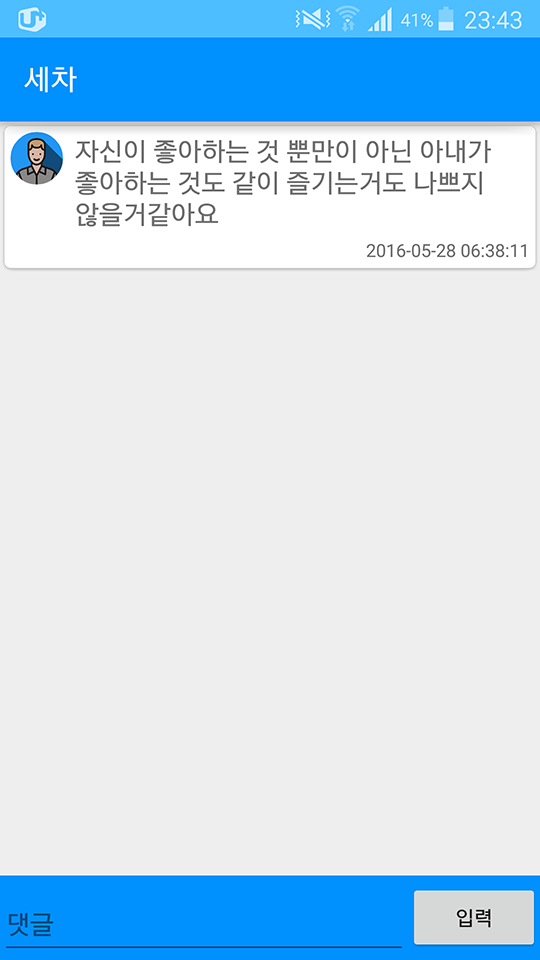 41% 23:43
세차
자신이 좋아하는 것 뿐만이 아닌 아내가
좋아하는 것도 같이 즐기는거도 나쁘지
않을거같아요
2016-05-28 06:38:11
댓글
입력